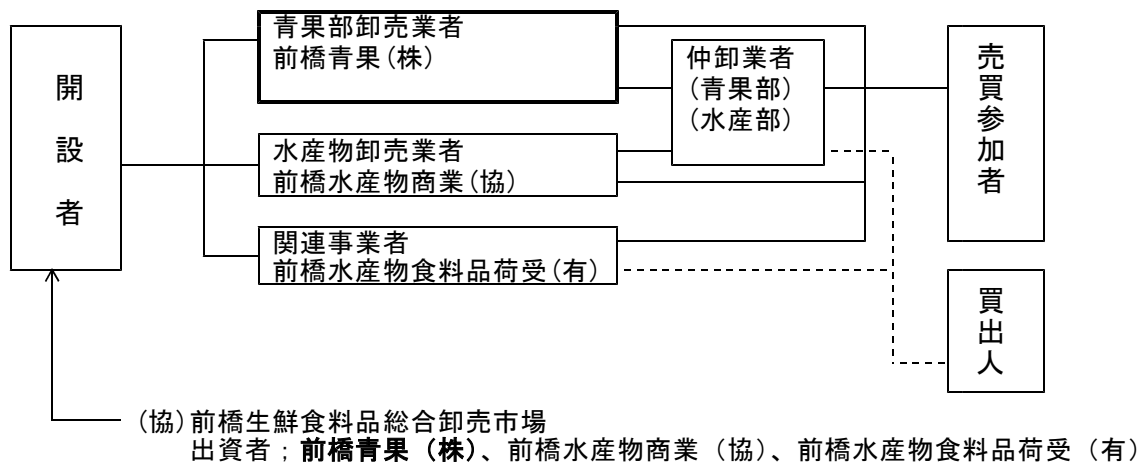 開設者
青果部卸売業者
前橋青果(株)
水産物卸売業者
前橋水産物商業(協)
関連事業者
前橋水産物食料品荷受(有)
仲卸業者
(青果部)
(水産部)
売買参加者
買出人
(協)前橋生鮮食料品総合卸売市場
出資者；前橋青果（株）、前橋水産物商業（協）、前橋水産物食料品荷受（有）